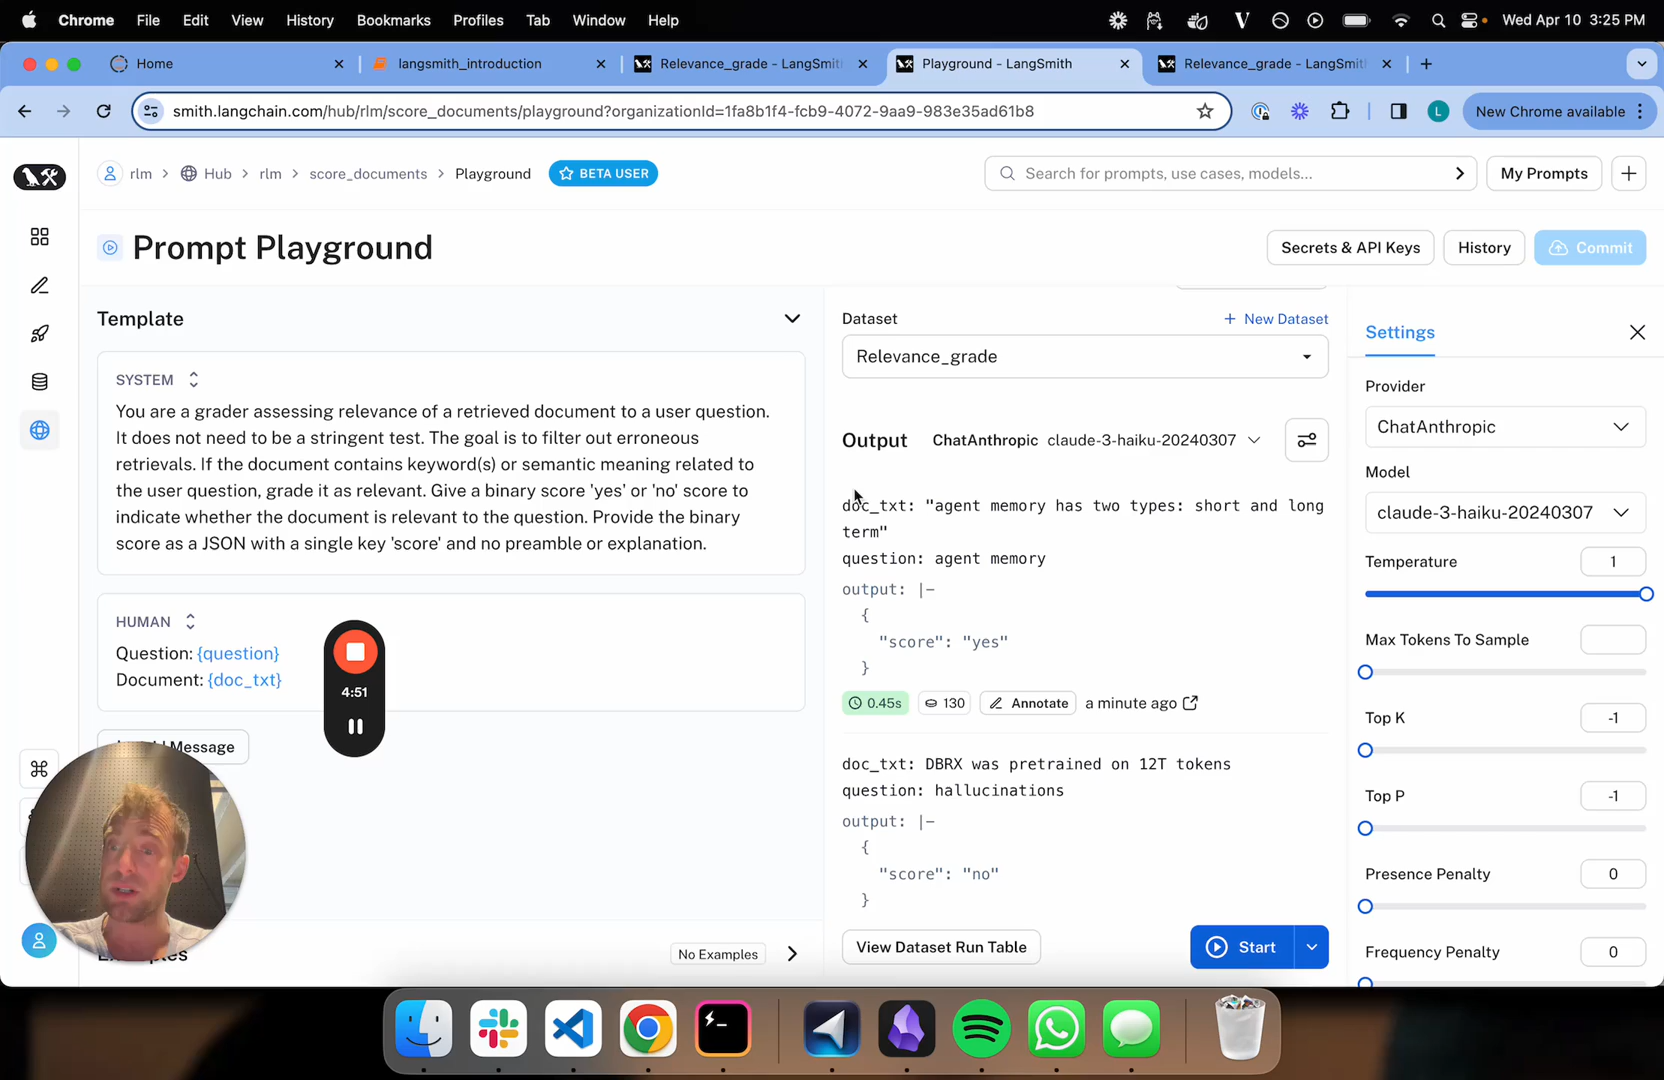 Chrome File Edit View History Bookmarks Profiles Tab Window Help
Wed Apr 10 3:25 PM
Home
langsmith_introduction
Relevance_grade - LangSmit
Playground - LangSmith
Relevance_grade - LangSmit
smith.langchain.com/hub/rlm/score_documents/playground?organizationId=1fa8b1f4-fcb9-4072-9aa9-983e35ad61b8
New Chrome available
rlm > Hub > rlm > score_documents > Playground
BETA USER
Search for prompts, use cases, models...
My Prompts
Prompt Playground
Secrets & API Keys
History
Commit
Template
SYSTEM
You are a grader assessing relevance of a retrieved document to a user question.
It does not need to be a stringent test. The goal is to filter out erroneous
retrievals. If the document contains keyword(s) or semantic meaning related to
the user question, grade it as relevant. Give a binary score 'yes' or 'no' score to
indicate whether the document is relevant to the question. Provide the binary
score as a JSON with a single key 'score' and no preamble or explanation.
HUMAN
Question: {question}
Document: {doc_txt}
4:51
Message
No Examples
Dataset
+ New Dataset
Relevance_grade
Output
ChatAnthropic claude-3-haiku-20240307
doc_txt: "agent memory has two types: short and long
term"
question: agent memory
output: |-
{
"score": "yes"
}
0.45s
130
Annotate
a minute ago
doc_txt: DBRX was pretrained on 12T tokens
question: hallucinations
output: |-
{
"score": "no"
}
View Dataset Run Table
Start
Settings
Provider
ChatAnthropic
Model
claude-3-haiku-20240307
Temperature
1
Max Tokens To Sample
Top K
-1
Top P
-1
Presence Penalty
0
Frequency Penalty
0